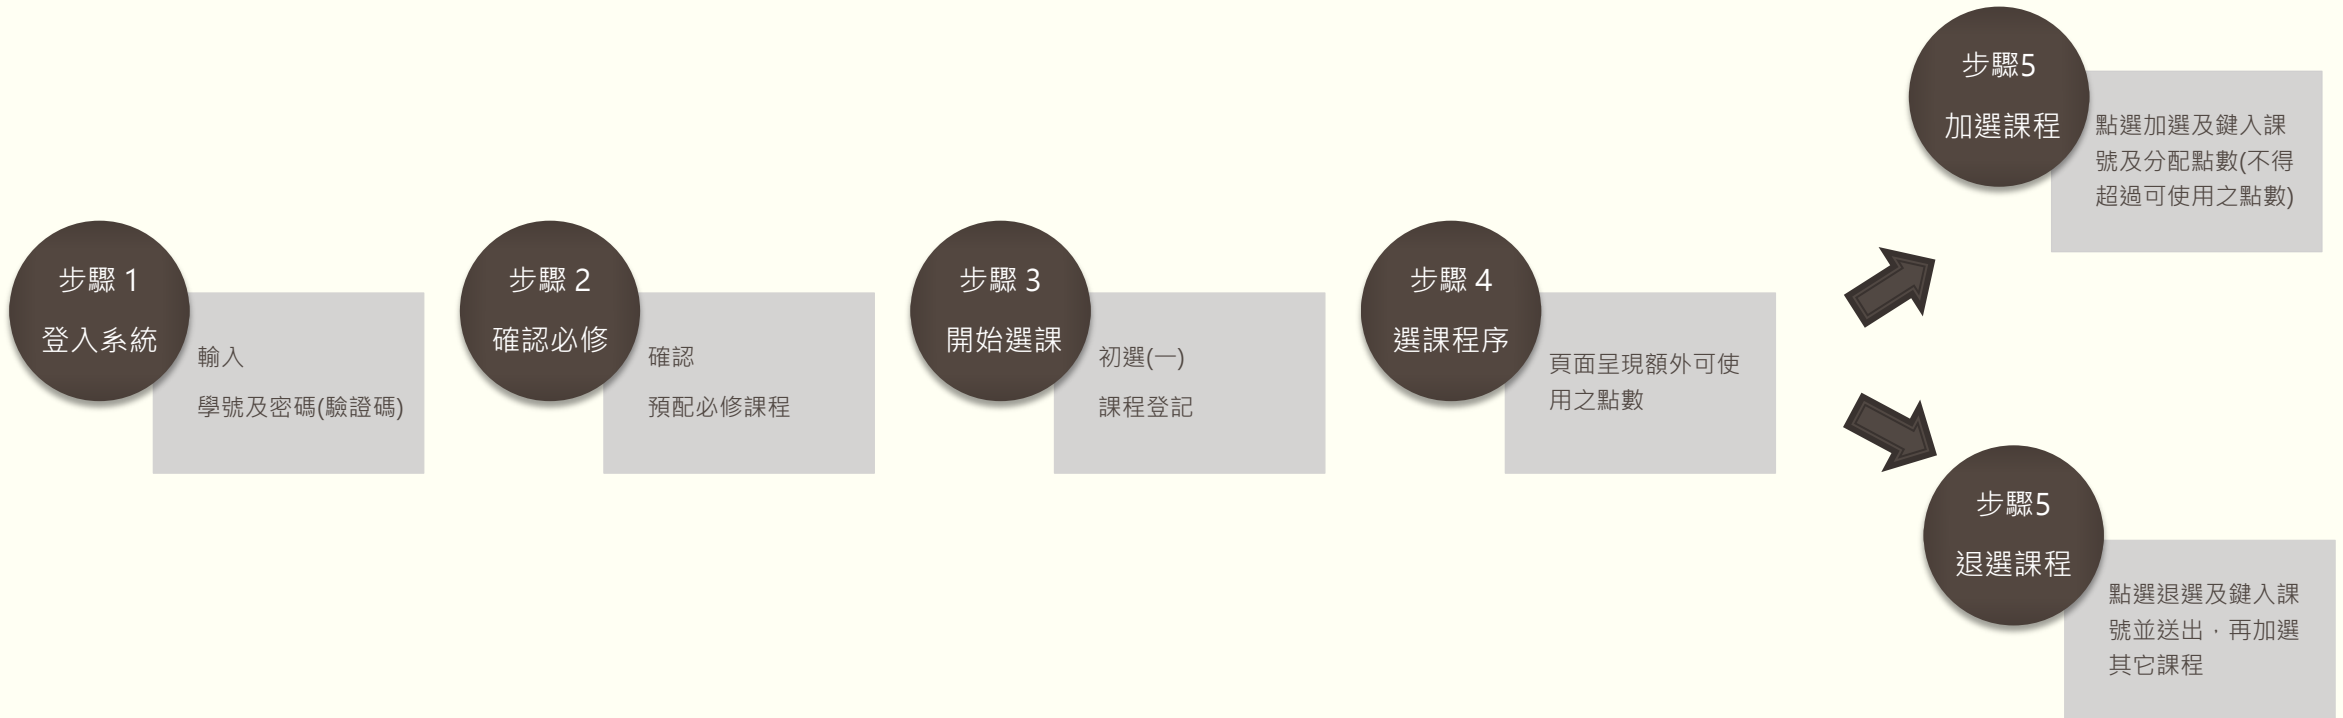 步驟 1
登入系統
輸入
學號及密碼(驗證碼)
步驟 2
確認必修
確認
預配必修課程
步驟 3
開始選課
初選(一)
課程登記
步驟 4
選課程序
頁面呈現額外可使
用之點數
步驟5
加選課程
點選加選及鍵入課
號及分配點數(不得
超過可使用之點數)
步驟5
退選課程
點選退選及鍵入課
號並送出，再加選
其它課程